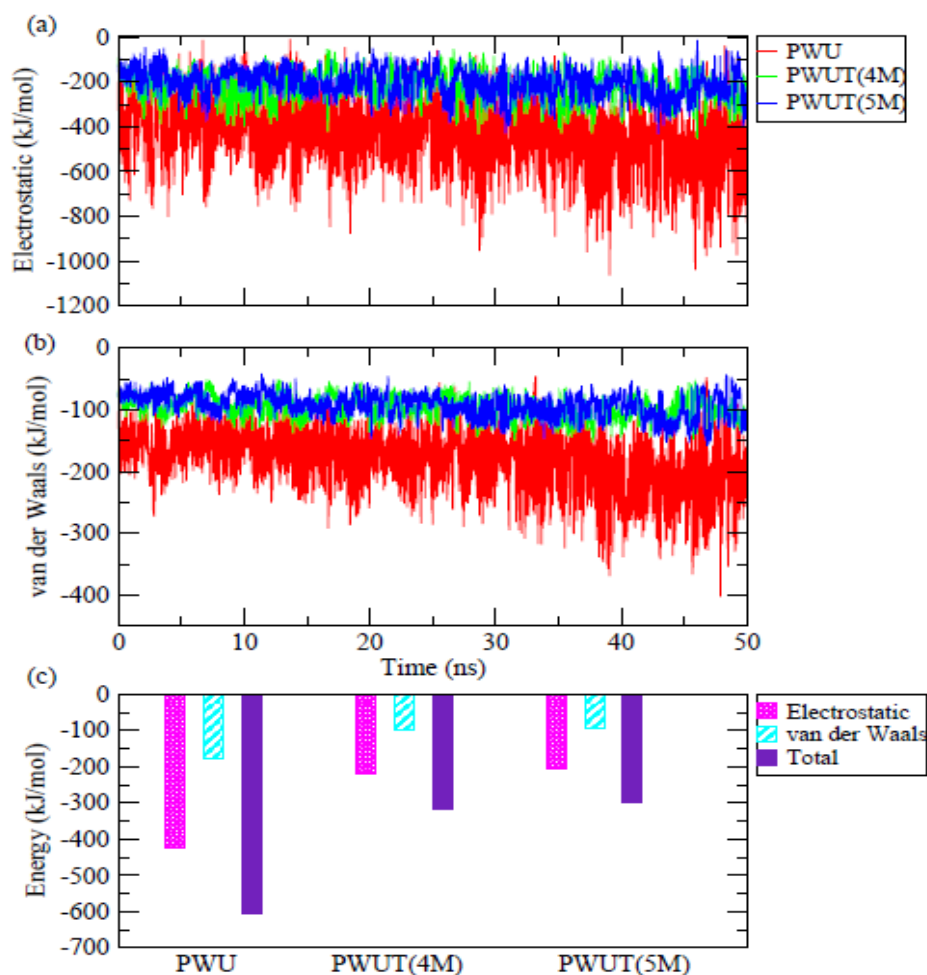 (a)
0
-200
-400
-600
-800
-1000
-1200
Electrostatic (kJ/mol)
PWU
PWUT(4M)
PWUT(5M)
(b)
0
-100
-200
-300
-400
van der Waals (kJ/mol)
0 10 20 30 40 50
Time (ns)
(c)
0
-100
-200
-300
-400
-500
-600
-700
Energy (kJ/mol)
Electrostatic
van der Waals
Total
PWU PWUT(4M) PWUT(5M)